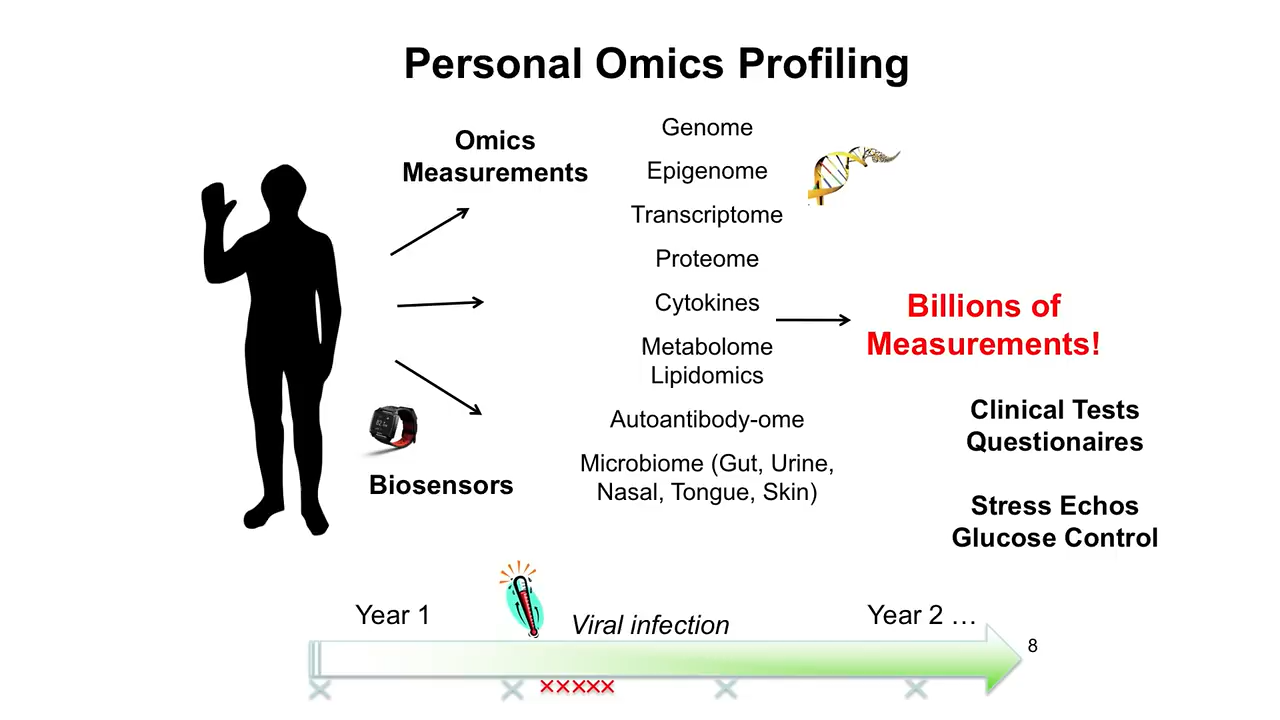 Personal Omics Profiling
Omics
Measurements
Genome
Epigenome
Transcriptome
Proteome
Cytokines
Metabolome
Lipidomics
Autoantibody-ome
Microbiome (Gut, Urine,
Nasal, Tongue, Skin)
Biosensors
Billions of
Measurements!
Clinical Tests
Questionaires
Stress Echos
Glucose Control
Year 1
Viral infection
Year 2 …
8